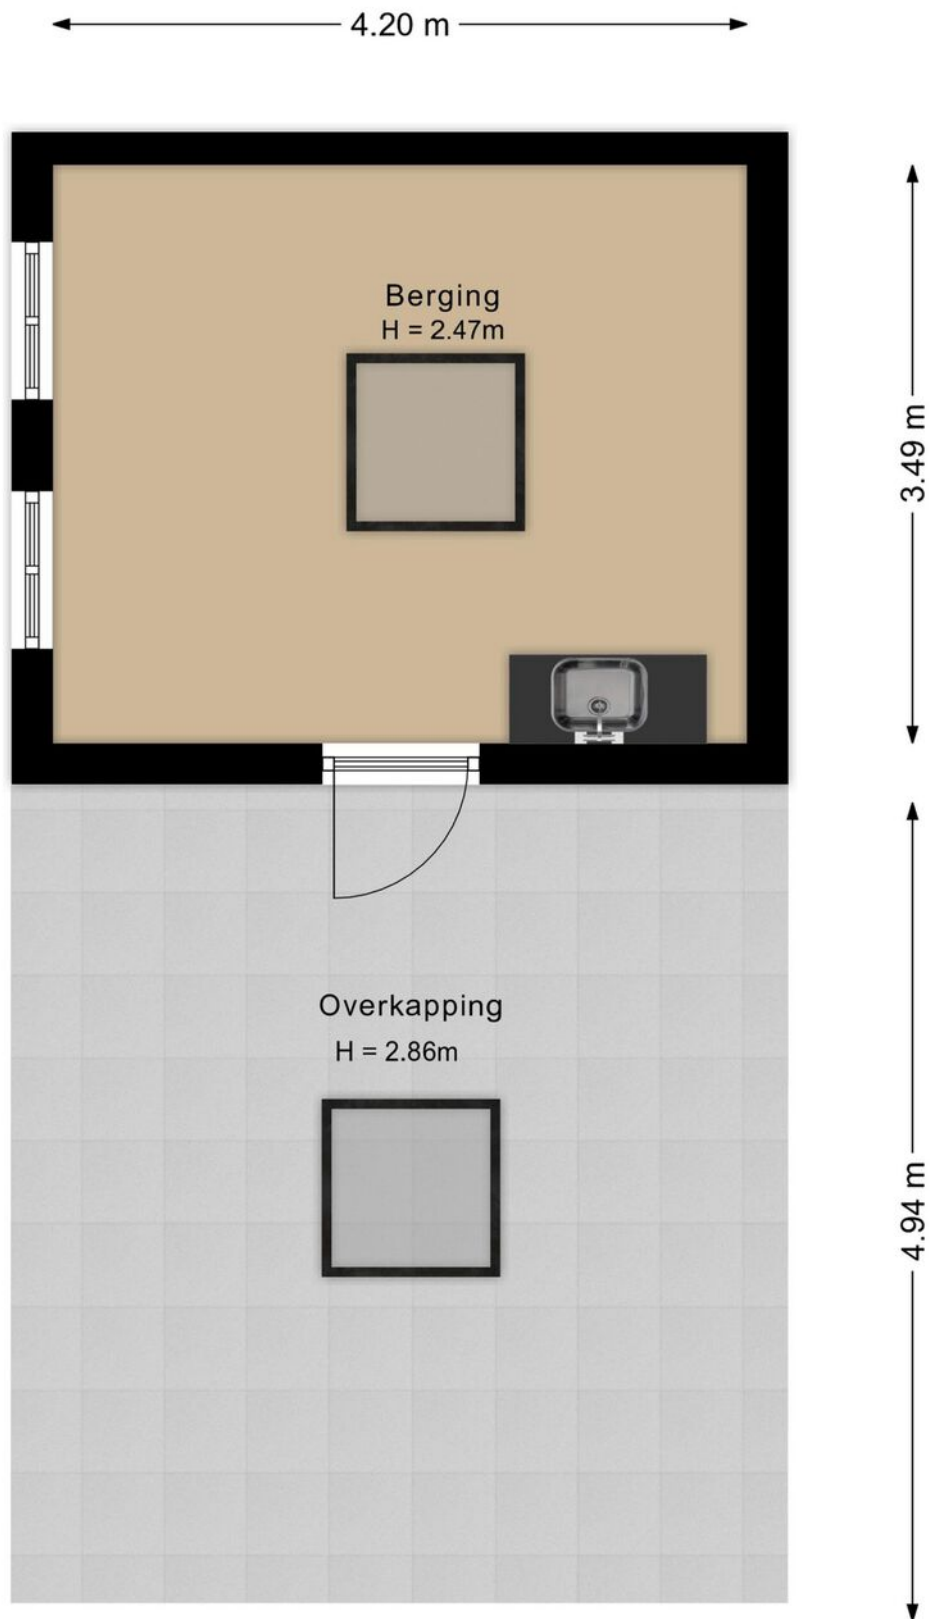 4.20 m
Berging
H = 2.47m
3.49 m
Overkapping
H = 2.86m
4.94 m